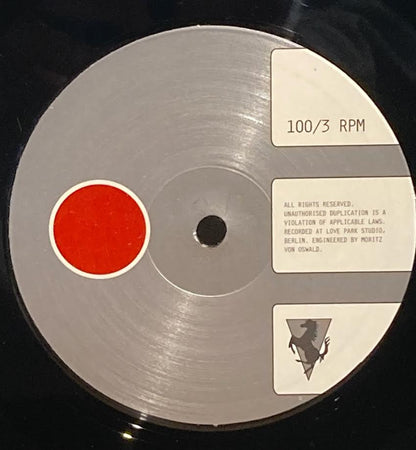 100/3 RPM
ALL RIGHTS RESERVED.
UNAUTHORISED DUPLICATION IS A
VIOLATION OF APPLICABLE LAWS.
RECORDED AT LOVE PARK STUDIO,
BERLIN. ENGINEERED BY MORITZ
VON OSWALD.